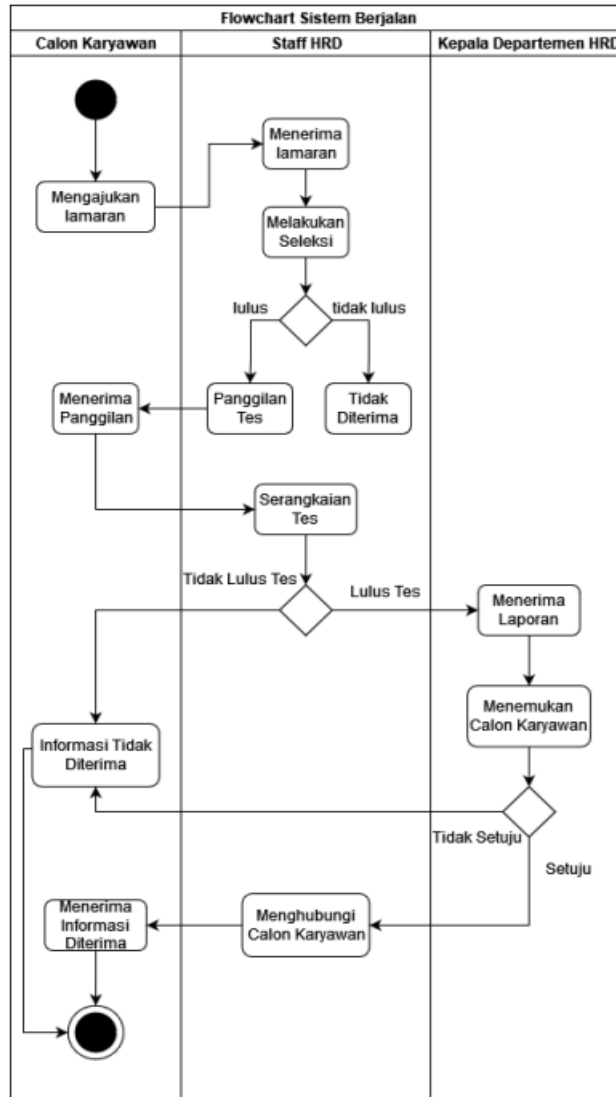 Flowchart Sistem Berjalan
Calon Karyawan
Staff HRD
Kepala Departemen HRD
Menerima
lamaran
Mengajukan
lamaran
Melakukan
Seleksi
lulus
tidak lulus
Menerima
Panggilan
Panggilan
Tes
Tidak
Diterima
Serangkaian
Tes
Tidak Lulus Tes
Lulus Tes
Menerima
Laporan
Menemukan
Calon Karyawan
Informasi Tidak
Diterima
Tidak Setuju
Setuju
Menerima
Informasi
Diterima
Menghubungi
Calon Karyawan